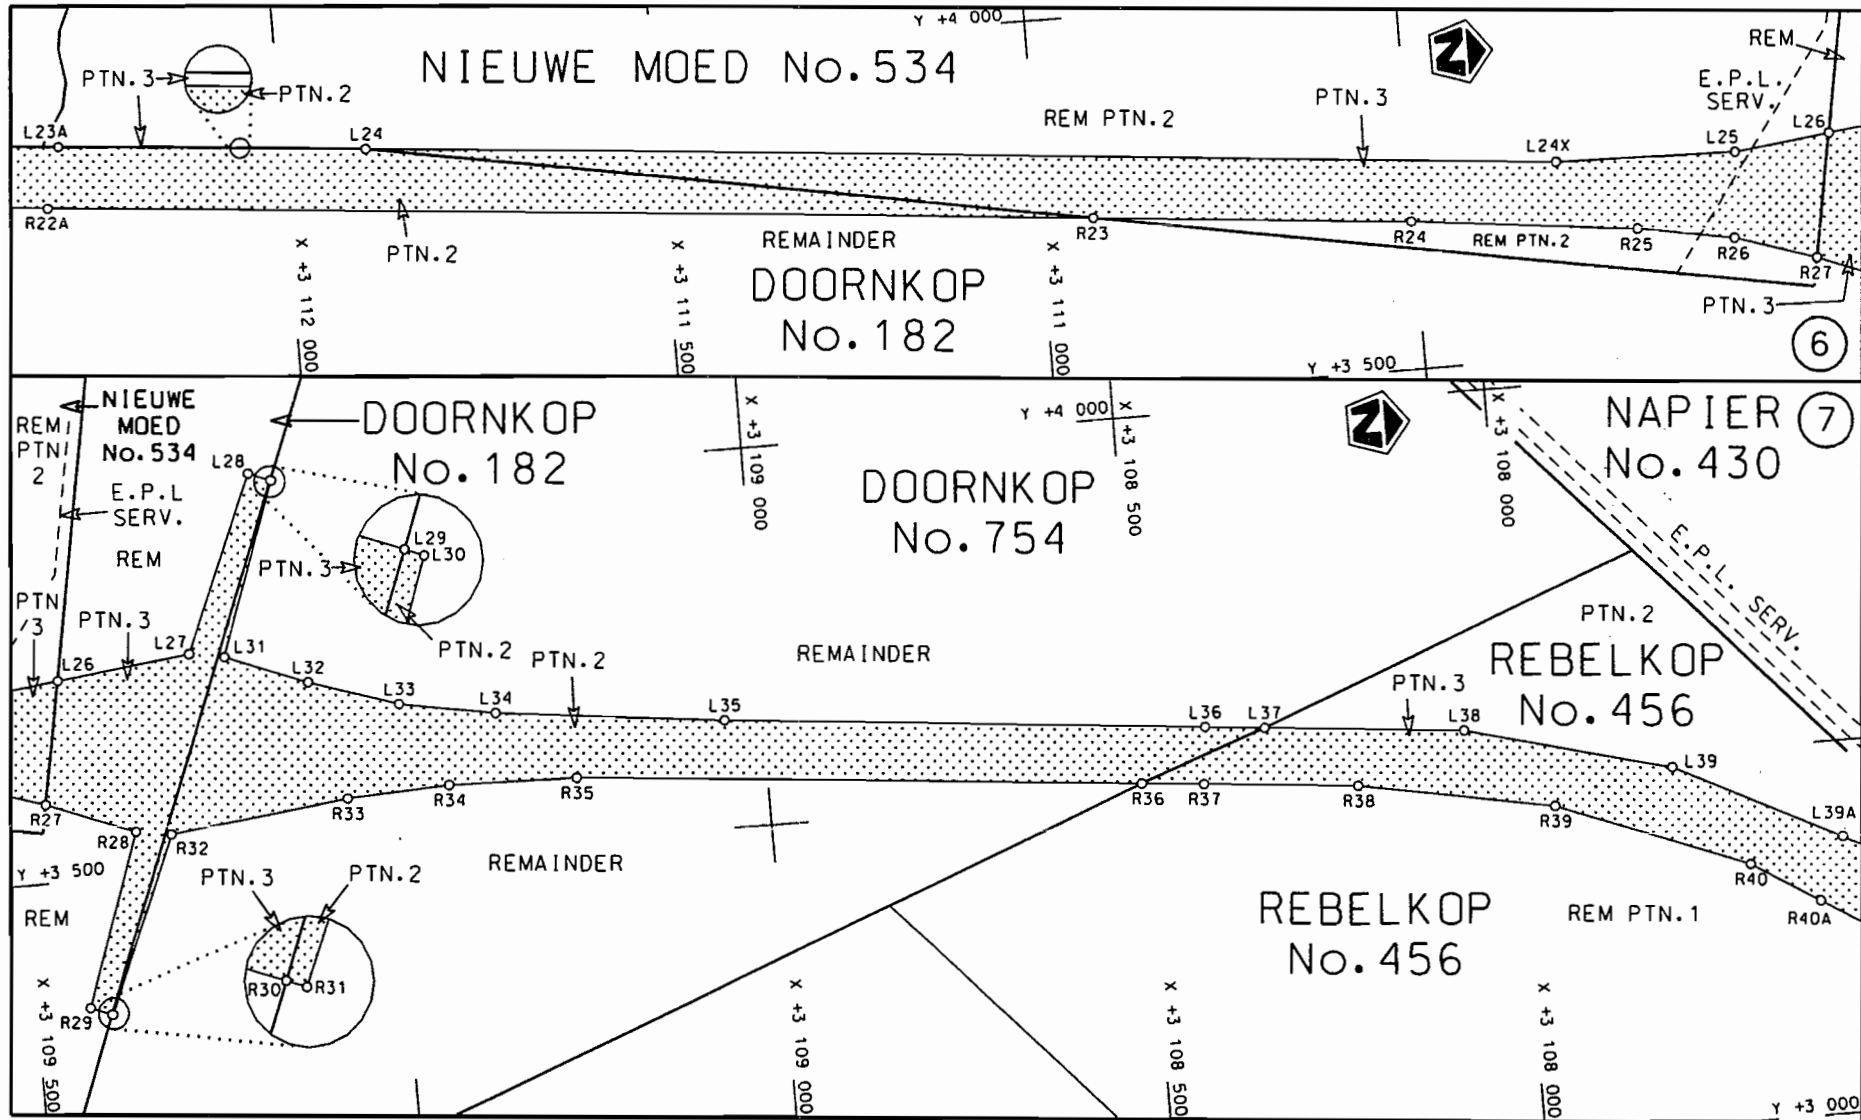 Y +4 000
NIEUWE MOED No.534
PTN.3
PTN.2
REM
E.P.L.
SERV.
PTN.3
REM PTN.2
L23A
L24
L24X
L25
L26
R22A
PTN.2
REMAINDER
R23
R24
REM PTN.2
R25
R26
R27
DOORNKOP
No.182
PTN.3
X +3 112 000
X +3 111 500
X +3 111 000
Y +3 500
6
NIEUWE
MOED
No.534
REM
PTN
2
DOORNKOP
No.182
X +3 109 000
Y +4 000
X +3 108 500
X +3 108 000
NAPIER
No.430
7
L28
E.P.L
SERV.
REM
DOORNKOP
No.754
L29
L30
PTN.3
PTN.2
E.P.L. SERV.
PTN
3
PTN.3
L27
L31
L26
L32
L33
L34
PTN.2
L35
REMAINDER
L36
L37
PTN.3
L38
PTN.2
REBELKOP
No.456
L39
L39A
R27
R28
R32
R33
R34
R35
R36
R37
R38
R39
R40
R40A
Y +3 500
REM
PTN.3
PTN.2
REMAINDER
REBELKOP
No.456
REM PTN.1
R29
R30
R31
X +3 109 500
X +3 109 000
X +3 108 500
X +3 108 000
Y +3 000